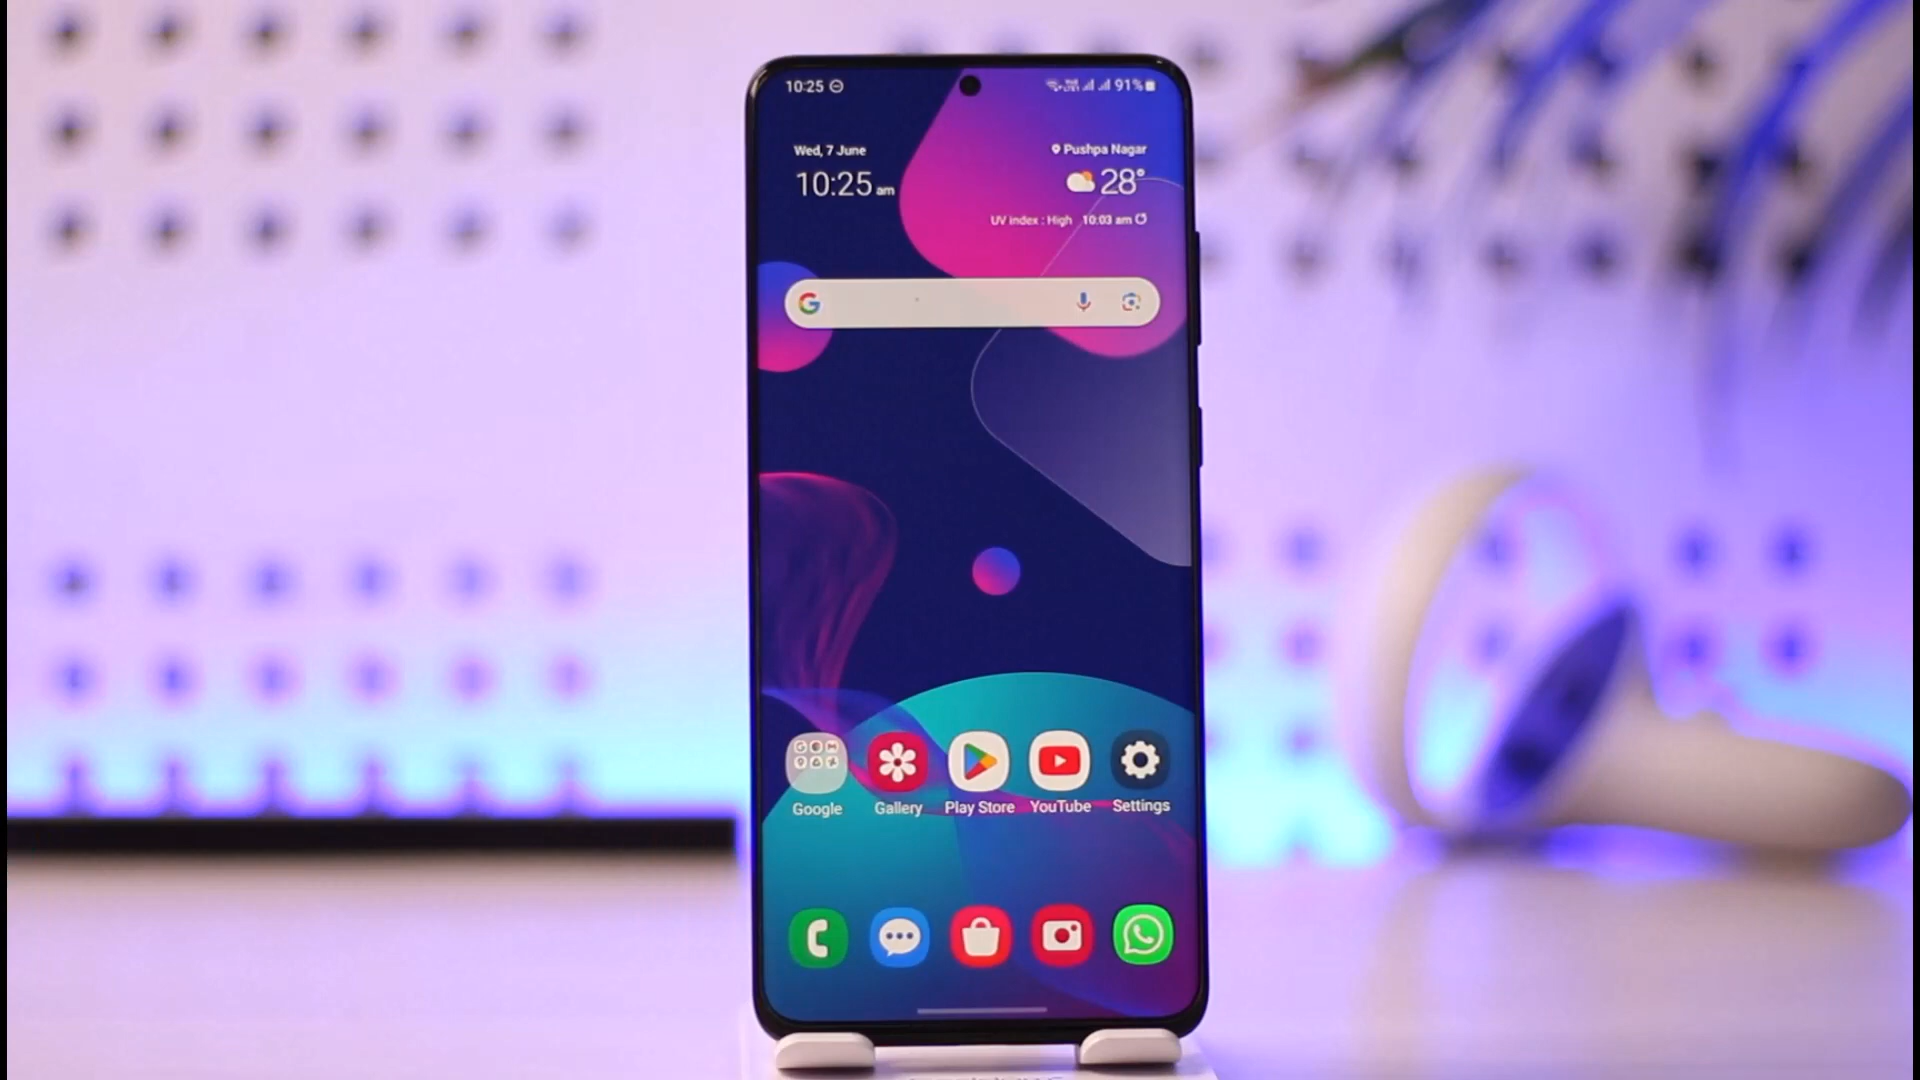 10:25
91%
Wed, 7 June
Pushpa Nagar
10:25 am
28°
UV index : High 10:03 am
Google
Gallery
Play Store
YouTube
Settings